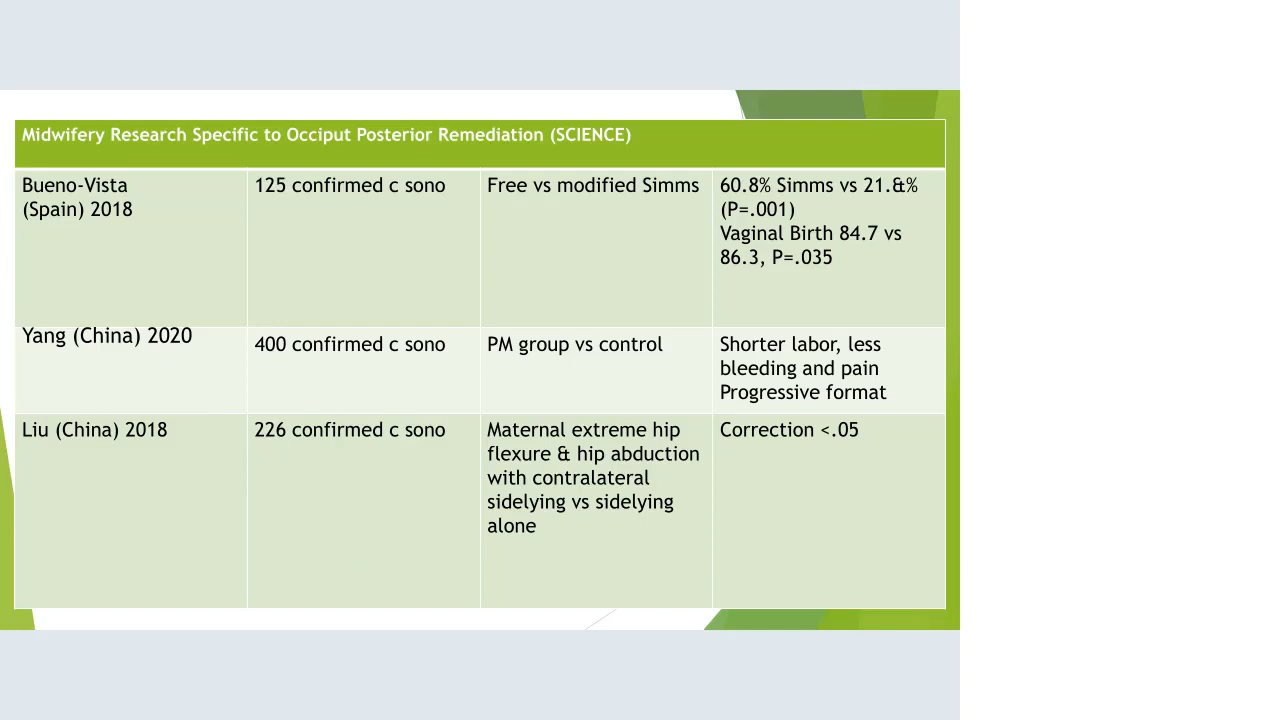 Midwifery Research Specific to Occiput Posterior Remediation (SCIENCE)
Bueno-Vista
(Spain) 2018
125 confirmed c sono
Free vs modified Simms
60.8% Simms vs 21.&%
(P=.001)
Vaginal Birth 84.7 vs
86.3, P=.035
Yang (China) 2020
400 confirmed c sono
PM group vs control
Shorter labor, less
bleeding and pain
Progressive format
Liu (China) 2018
226 confirmed c sono
Maternal extreme hip
flexure & hip abduction
with contralateral
sidelying vs sidelying
alone
Correction <.05